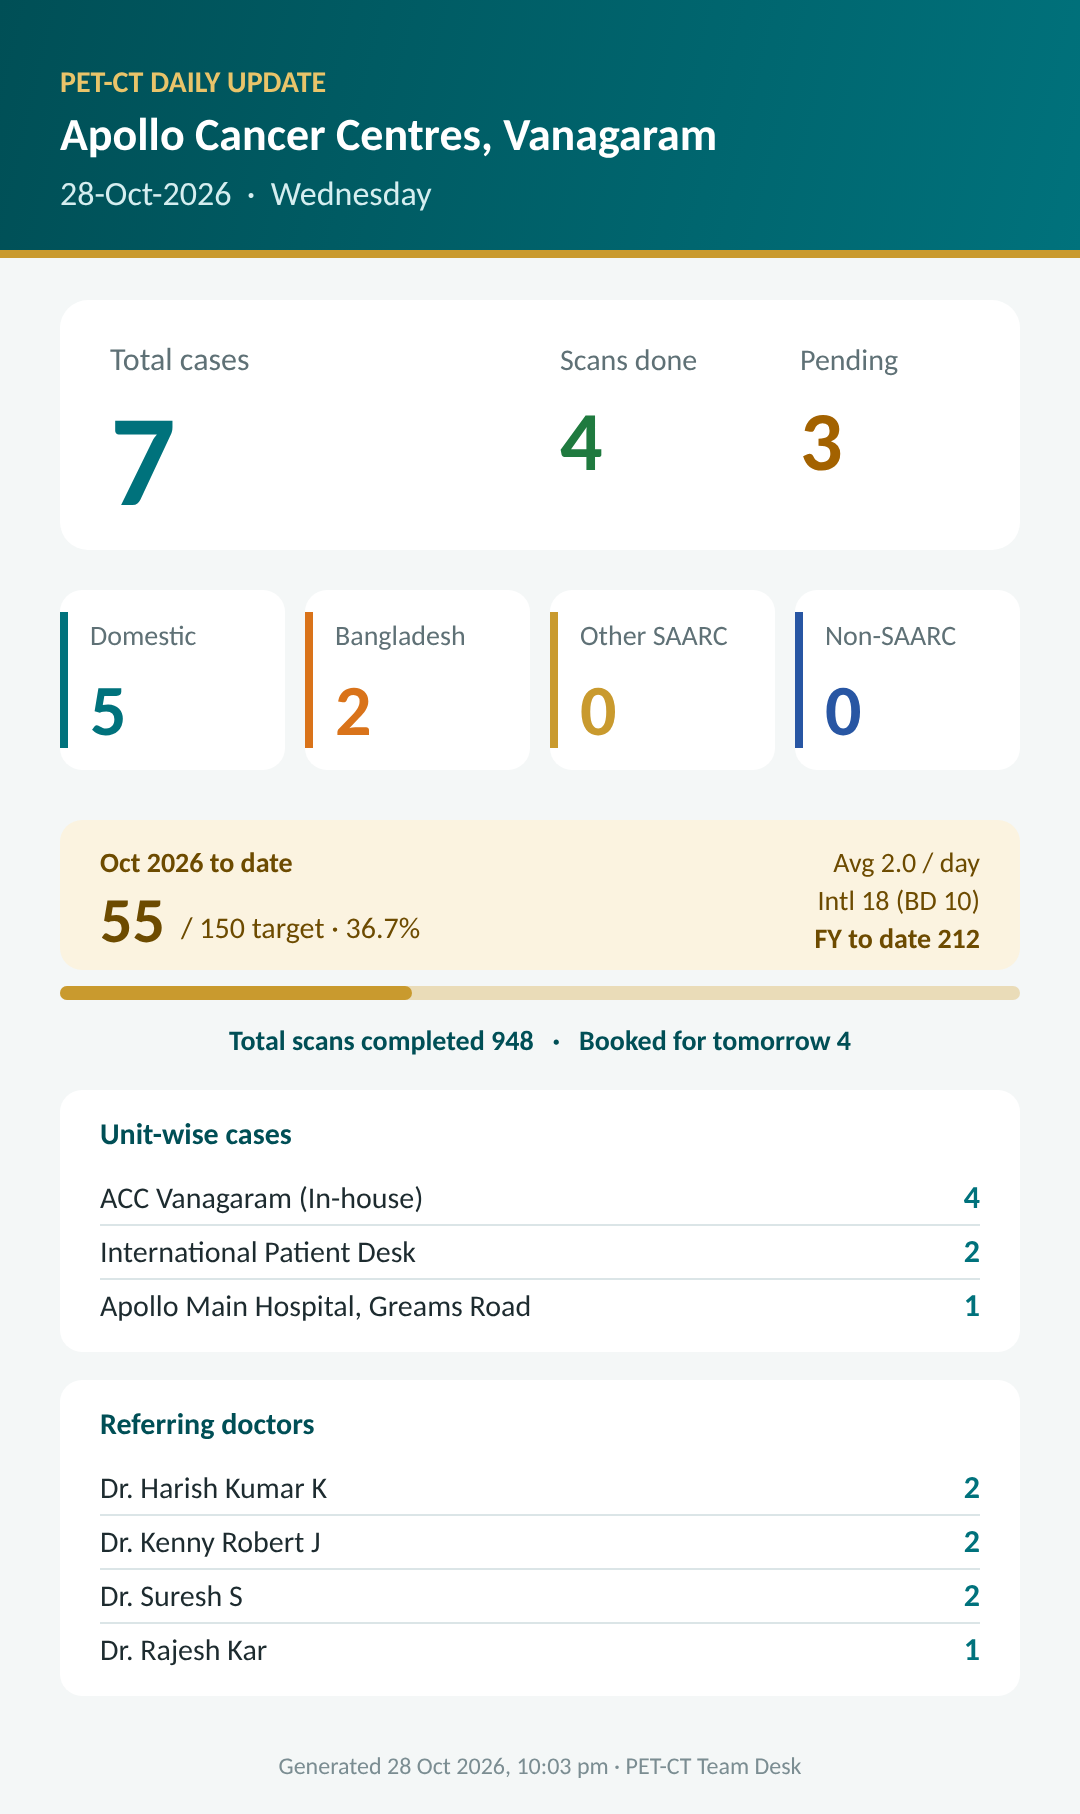 PET-CT DAILY UPDATE
Apollo Cancer Centres, Vanagaram
28-Oct-2026 · Wednesday
Total cases
Scans done
Pending
7
4
3
Domestic
Bangladesh
Other SAARC
Non-SAARC
5
2
0
0
Oct 2026 to date
Avg 2.0 / day
55 / 150 target · 36.7%
Intl 18 (BD 10)
FY to date 212
Total scans completed 948 · Booked for tomorrow 4
Unit-wise cases
ACC Vanagaram (In-house) 4
International Patient Desk 2
Apollo Main Hospital, Greams Road 1
Referring doctors
Dr. Harish Kumar K 2
Dr. Kenny Robert J 2
Dr. Suresh S 2
Dr. Rajesh Kar 1
Generated 28 Oct 2026, 10:03 pm · PET-CT Team Desk